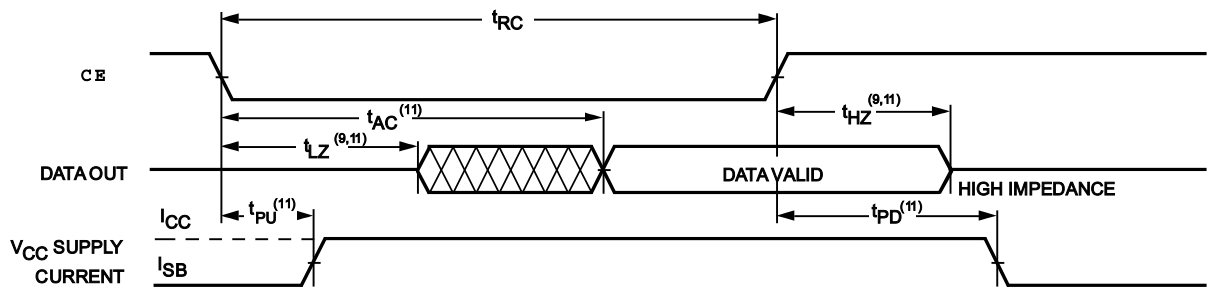 tRC
CE
tAC(11)
tHZ(9,11)
tLZ(9,11)
DATA OUT
DATA VALID
HIGH IMPEDANCE
tPU(11)
tPD(11)
ICC
VCC SUPPLY
CURRENT
ISB